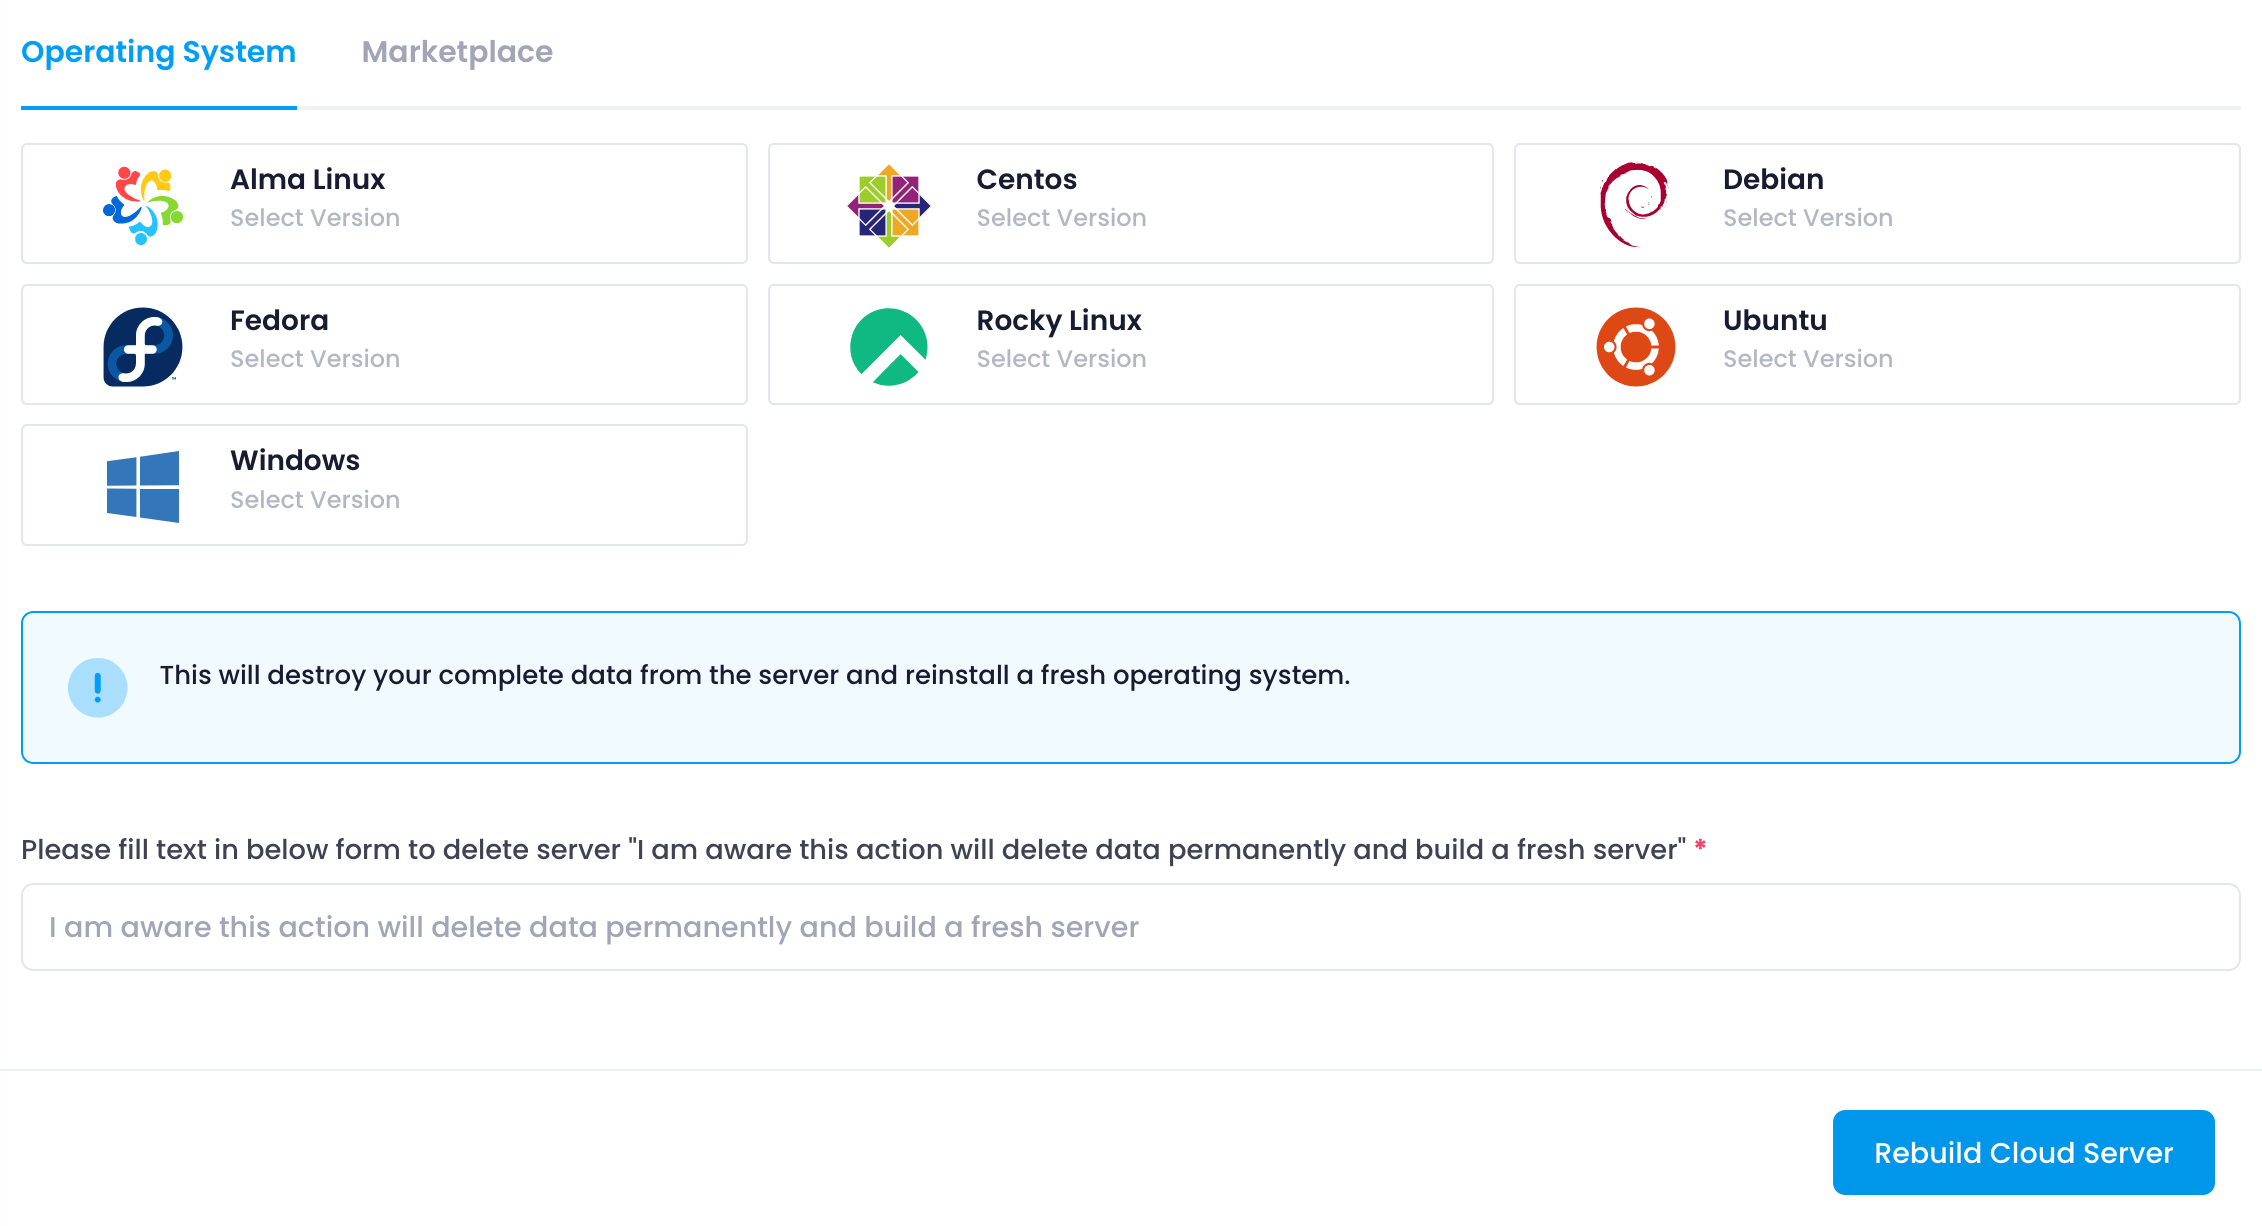 Operating System
Marketplace
Alma Linux
Select Version
Centos
Select Version
Debian
Select Version
Fedora
Select Version
Rocky Linux
Select Version
Ubuntu
Select Version
Windows
Select Version
This will destroy your complete data from the server and reinstall a fresh operating system.
Please fill text in below form to delete server "I am aware this action will delete data permanently and build a fresh server" *
I am aware this action will delete data permanently and build a fresh server
Rebuild Cloud Server